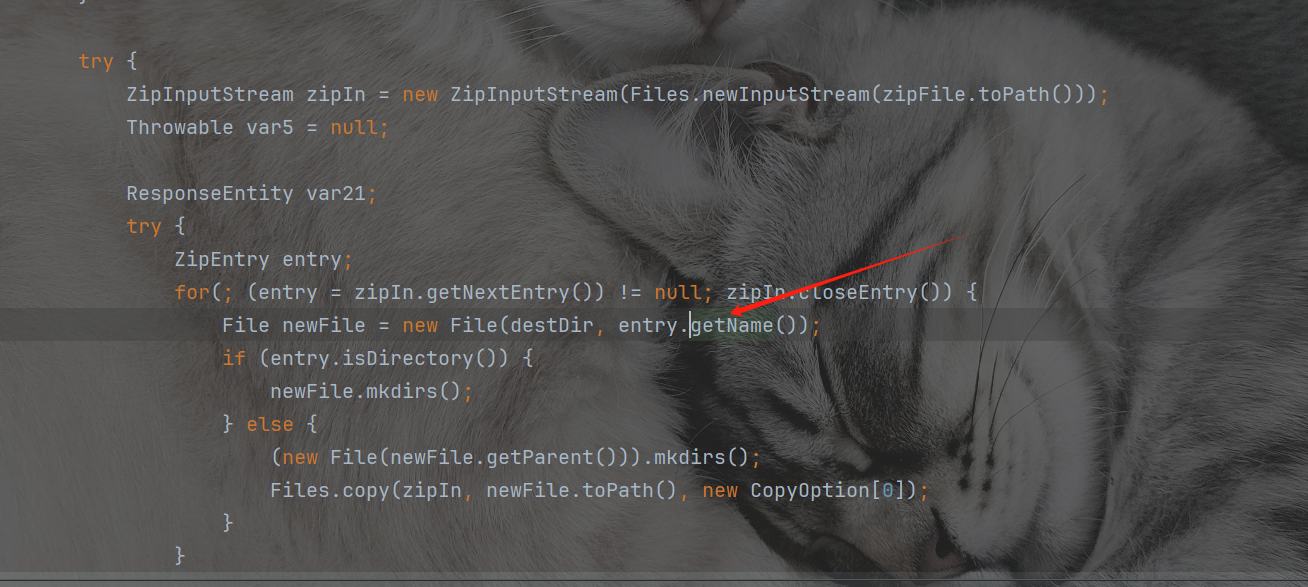 }
try {
ZipInputStream zipIn = new ZipInputStream(Files.newInputStream(zipFile.toPath()));
Throwable var5 = null;
ResponseEntity var21;
try {
ZipEntry entry;
for(; (entry = zipIn.getNextEntry()) != null; zipIn.closeEntry()) {
File newFile = new File(destDir, entry.getName());
if (entry.isDirectory()) {
newFile.mkdirs();
} else {
(new File(newFile.getParent())).mkdirs();
Files.copy(zipIn, newFile.toPath(), new CopyOption[0]);
}
}